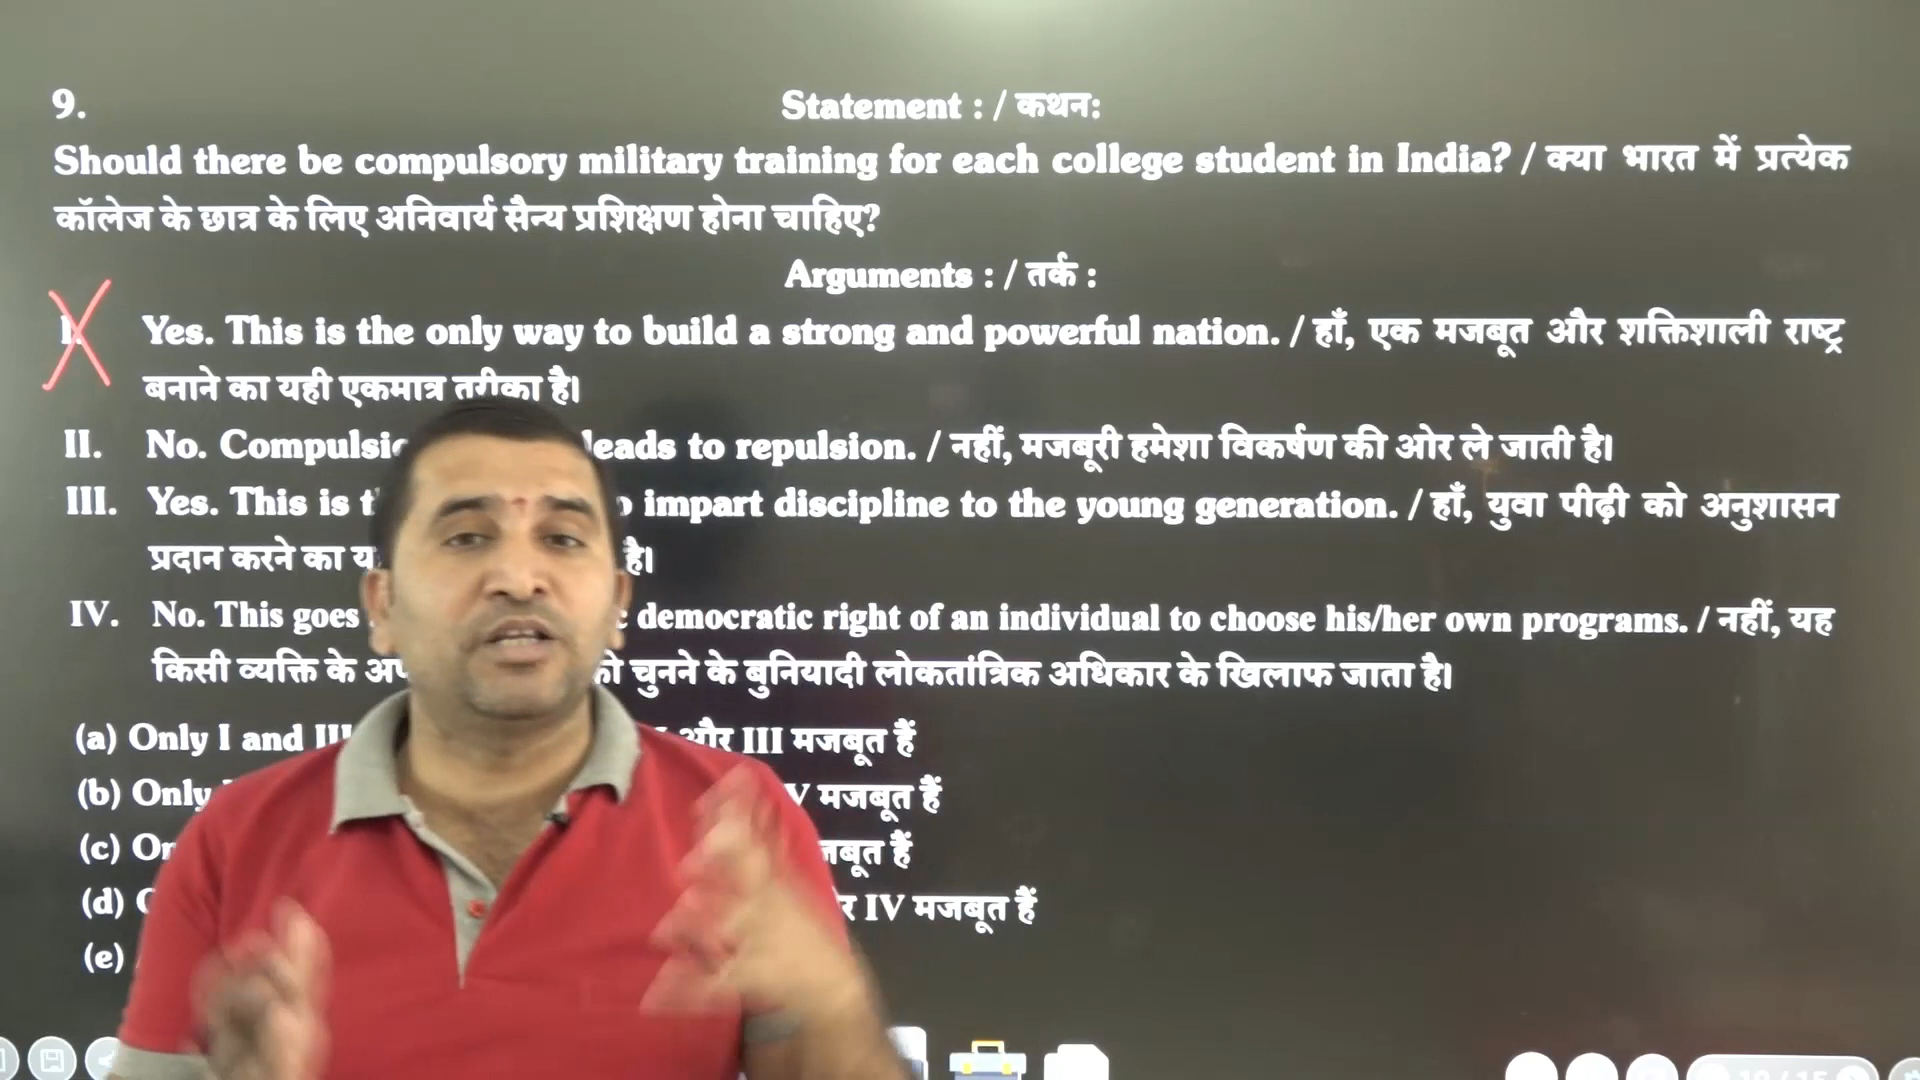 9.
Statement : / कथन:
Should there be compulsory military training for each college student in India? / क्या भारत में प्रत्येक
कॉलेज के छात्र के लिए अनिवार्य सैन्य प्रशिक्षण होना चाहिए?
Arguments : / तर्क :
I. Yes. This is the only way to build a strong and powerful nation. / हाँ, एक मजबूत और शक्तिशाली राष्ट्र
बनाने का यही एकमात्र तरीका है।
II. No. leads to repulsion. / नहीं, मजबूरी हमेशा विकर्षण की ओर ले जाती है।
III. Yes. This is impart discipline to the young generation. / हाँ, युवा पीढ़ी को अनुशासन
प्रदान करने का है।
IV. No. This goes democratic right of an individual to choose his/her own programs. / नहीं, यह
किसी व्यक्ति के चुनने के बुनियादी लोकतांत्रिक अधिकार के खिलाफ जाता है।
(a) Only I and III और III मजबूत हैं
(b) Only मजबूत हैं
(c) हैं
(d) IV मजबूत हैं
(e)